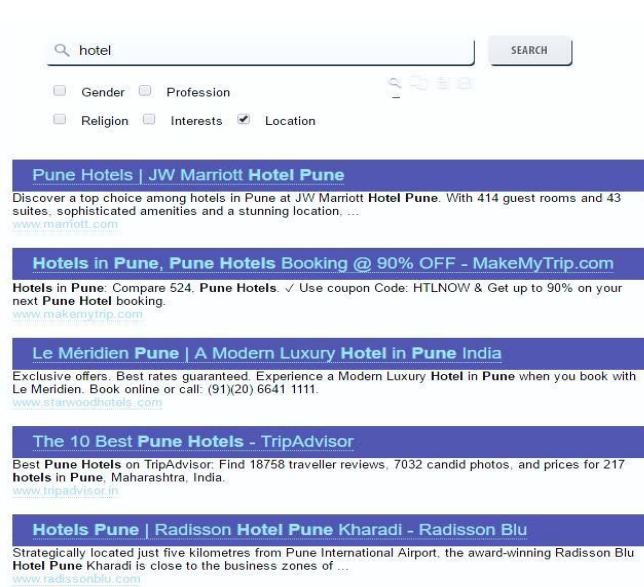 hotel
SEARCH
Gender Profession
Religion Interests Location
Pune Hotels | JW Marriott Hotel Pune
Discover a top choice among hotels in Pune at JW Marriott Hotel Pune. With 414 guest rooms and 43
suites, sophisticated amenities and a stunning location, ...
www.marriott.com
Hotels in Pune, Pune Hotels Booking @ 90% OFF - MakeMyTrip.com
Hotels in Pune: Compare 524, Pune Hotels. ✓ Use coupon Code: HTLNOW & Get up to 90% on your
next Pune Hotel booking.
www.makemytrip.com
Le Méridien Pune | A Modern Luxury Hotel in Pune India
Exclusive offers. Best rates guaranteed. Experience a Modern Luxury Hotel in Pune when you book with
Le Meridien. Book online or call: (91)(20) 6641 1111.
www.starwoodhotels.com
The 10 Best Pune Hotels - TripAdvisor
Best Pune Hotels on TripAdvisor: Find 18758 traveller reviews, 7032 candid photos, and prices for 217
hotels in Pune, Maharashtra, India.
www.tripadvisor.in
Hotels Pune | Radisson Hotel Pune Kharadi - Radisson Blu
Strategically located just five kilometres from Pune International Airport, the award-winning Radisson Blu
Hotel Pune Kharadi is close to the business zones of ...
www.radissonblu.com